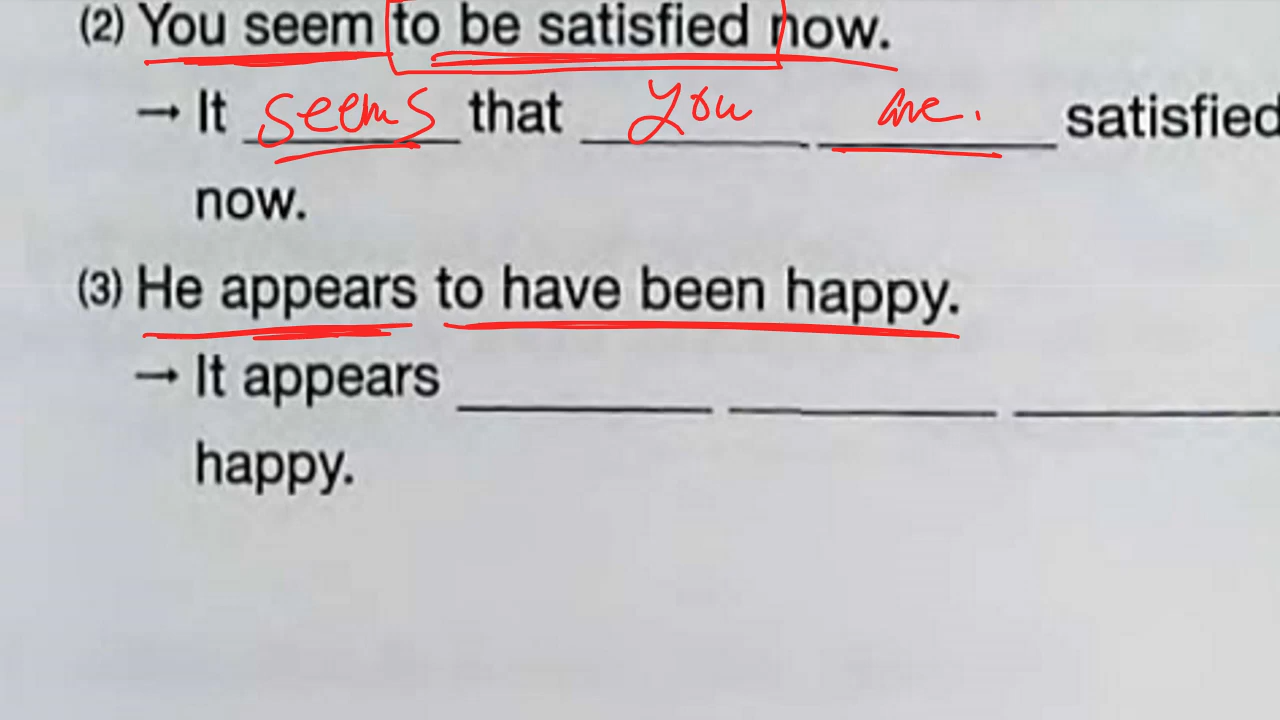 (2) You seem to be satisfied now.
→ It seems that you are. satisfied
now.
(3) He appears to have been happy.
→ It appears
happy.